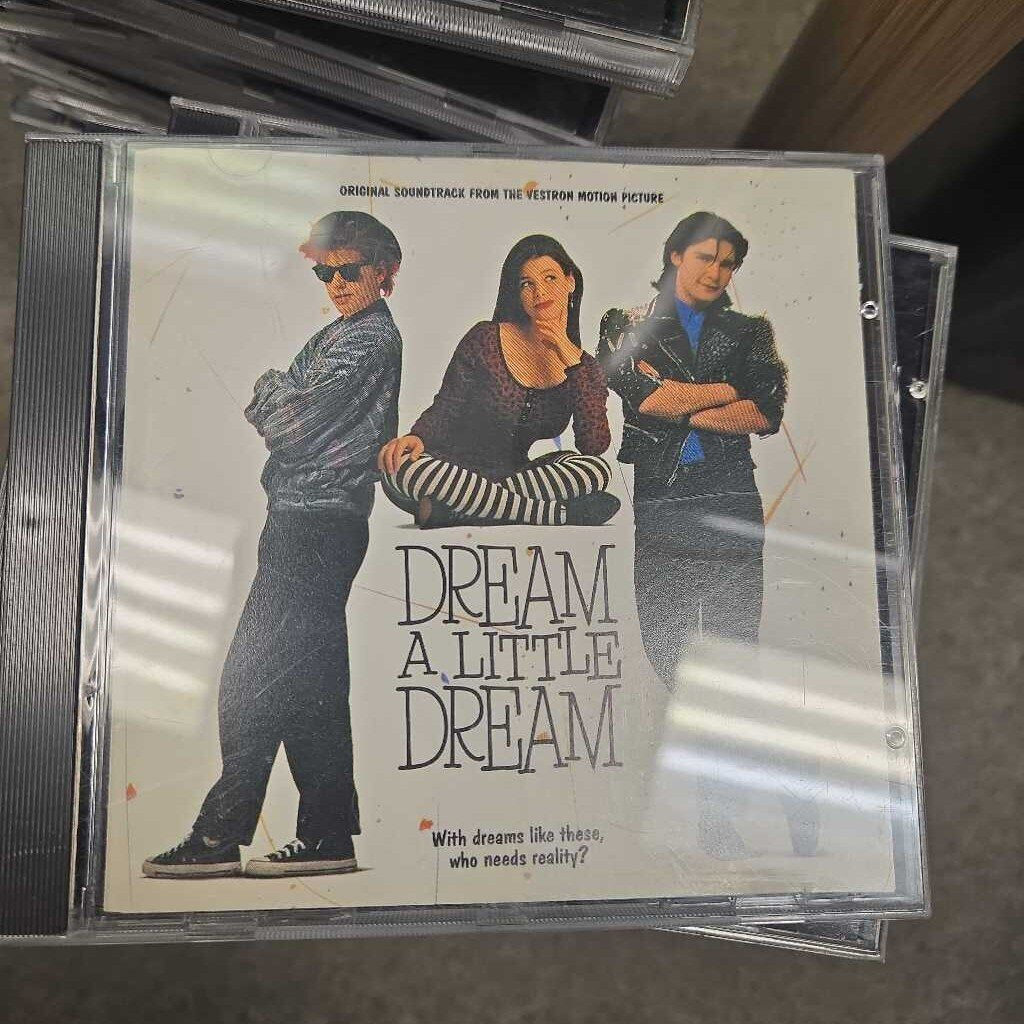 ORIGINAL SOUNDTRACK FROM THE VESTRON MOTION PICTURE
DREAM
A LITTLE
DREAM
With dreams like these,
who needs reality?